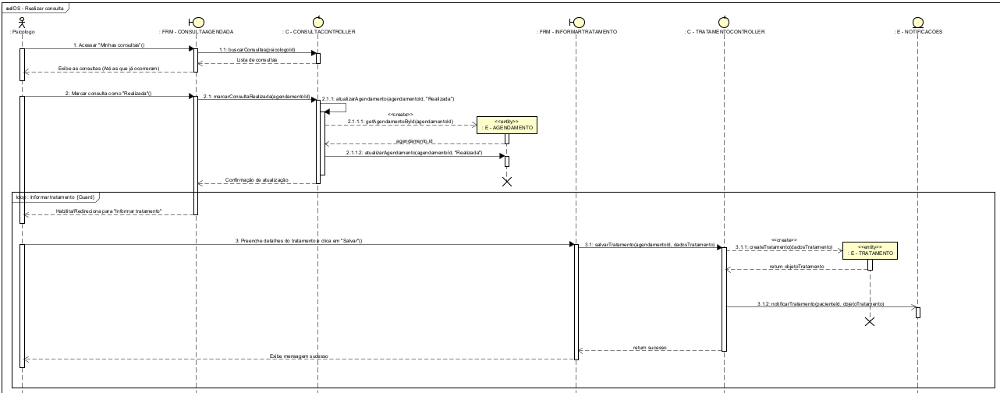 sd DS - Realizar consulta
: Psicologo
: FRM - CONSULTAAGENDADA
: C - CONSULTACONTROLLER
: FRM - INFORMARTRATAMENTO
: C - TRATAMENTOCONTROLLER
: E - NOTIFICACOES
1: Acessar "Minhas consultas"()
1.1: buscarConsultas(psicologoId)
Lista de consultas
Exibe as consultas (Até as que já ocorreram)
2: Marcar consulta como "Realizada"()
2.1: marcarConsultaRealizada(agendamentoId)
2.1.1: atualizarAgendamento(agendamentoId, "Realizada")
<<create>>
2.1.1.1: getAgendamentoById(agendamentoId)
<<entity>>
: E - AGENDAMENTO
agendamento.id
2.1.1.2: atualizarAgendamento(agendamentoId, "Realizada")
Confirmação de atualização
loop : Informar tratamento [Guard]
Habilita/Redireciona para "Informar tratamento"
3: Preenche detalhes do tratamento e clica em "Salvar"()
3.1: salvarTratamento(agendamentoId, dadosTratamento)
<<create>>
3.1.1: createTratamento(dadosTratamento)
<<entity>>
: E - TRATAMENTO
return objetoTratamento
3.1.2: notificarTratamento(pacienteId, objetoTratamento)
return sucesso
Exibe mensagem sucesso